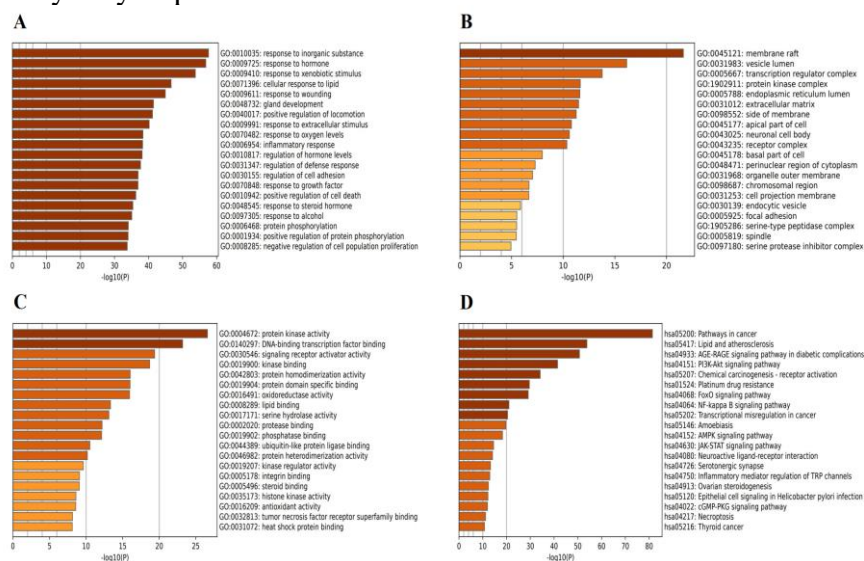 A
GO:0010035: response to inorganic substance
GO:0009725: response to hormone
GO:0009410: response to xenobiotic stimulus
GO:0071396: cellular response to lipid
GO:0009611: response to wounding
GO:0048732: gland development
GO:0040017: positive regulation of locomotion
GO:0009991: response to extracellular stimulus
GO:0070482: response to oxygen levels
GO:0006954: inflammatory response
GO:0010817: regulation of hormone levels
GO:0031347: regulation of defense response
GO:0030155: regulation of cell adhesion
GO:0070848: response to growth factor
GO:0010942: positive regulation of cell death
GO:0048545: response to steroid hormone
GO:0097305: response to alcohol
GO:0006468: protein phosphorylation
GO:0001934: positive regulation of protein phosphorylation
GO:0008285: negative regulation of cell population proliferation
0 10 20 30 40 50 60
-log10(P)
B
GO:0045121: membrane raft
GO:0031983: vesicle lumen
GO:0005667: transcription regulator complex
GO:1902911: protein kinase complex
GO:0005788: endoplasmic reticulum lumen
GO:0031012: extracellular matrix
GO:0098552: side of membrane
GO:0045177: apical part of cell
GO:0043025: neuronal cell body
GO:0043235: receptor complex
GO:0045178: basal part of cell
GO:0048471: perinuclear region of cytoplasm
GO:0031968: organelle outer membrane
GO:0098687: chromosomal region
GO:0031253: cell projection membrane
GO:0030139: endocytic vesicle
GO:0005925: focal adhesion
GO:1905286: serine-type peptidase complex
GO:0005819: spindle
GO:0097180: serine protease inhibitor complex
0 5 10 15 20
-log10(P)
C
GO:0004672: protein kinase activity
GO:0140297: DNA-binding transcription factor binding
GO:0030546: signaling receptor activator activity
GO:0019900: kinase binding
GO:0042803: protein homodimerization activity
GO:0019904: protein domain specific binding
GO:0016491: oxidoreductase activity
GO:0008289: lipid binding
GO:0017171: serine hydrolase activity
GO:0002020: protease binding
GO:0019902: phosphatase binding
GO:0044389: ubiquitin-like protein ligase binding
GO:0046982: protein heterodimerization activity
GO:0019207: kinase regulator activity
GO:0005178: integrin binding
GO:0005496: steroid binding
GO:0035173: histone kinase activity
GO:0016209: antioxidant activity
GO:0032813: tumor necrosis factor receptor superfamily binding
GO:0031072: heat shock protein binding
0 5 10 15 20 25
-log10(P)
D
hsa05200: Pathways in cancer
hsa05417: Lipid and atherosclerosis
hsa04933: AGE-RAGE signaling pathway in diabetic complications
hsa04151: PI3K-Akt signaling pathway
hsa05207: Chemical carcinogenesis - receptor activation
hsa01524: Platinum drug resistance
hsa04068: FoxO signaling pathway
hsa04064: NF-kappa B signaling pathway
hsa05202: Transcriptional misregulation in cancer
hsa05146: Amoebiasis
hsa04152: AMPK signaling pathway
hsa04630: JAK-STAT signaling pathway
hsa04080: Neuroactive ligand-receptor interaction
hsa04726: Serotonergic synapse
hsa04750: Inflammatory mediator regulation of TRP channels
hsa04913: Ovarian steroidogenesis
hsa05120: Epithelial cell signaling in Helicobacter pylori infection
hsa04022: cGMP-PKG signaling pathway
hsa04217: Necroptosis
hsa05216: Thyroid cancer
0 10 20 30 40 50 60 70 80
-log10(P)